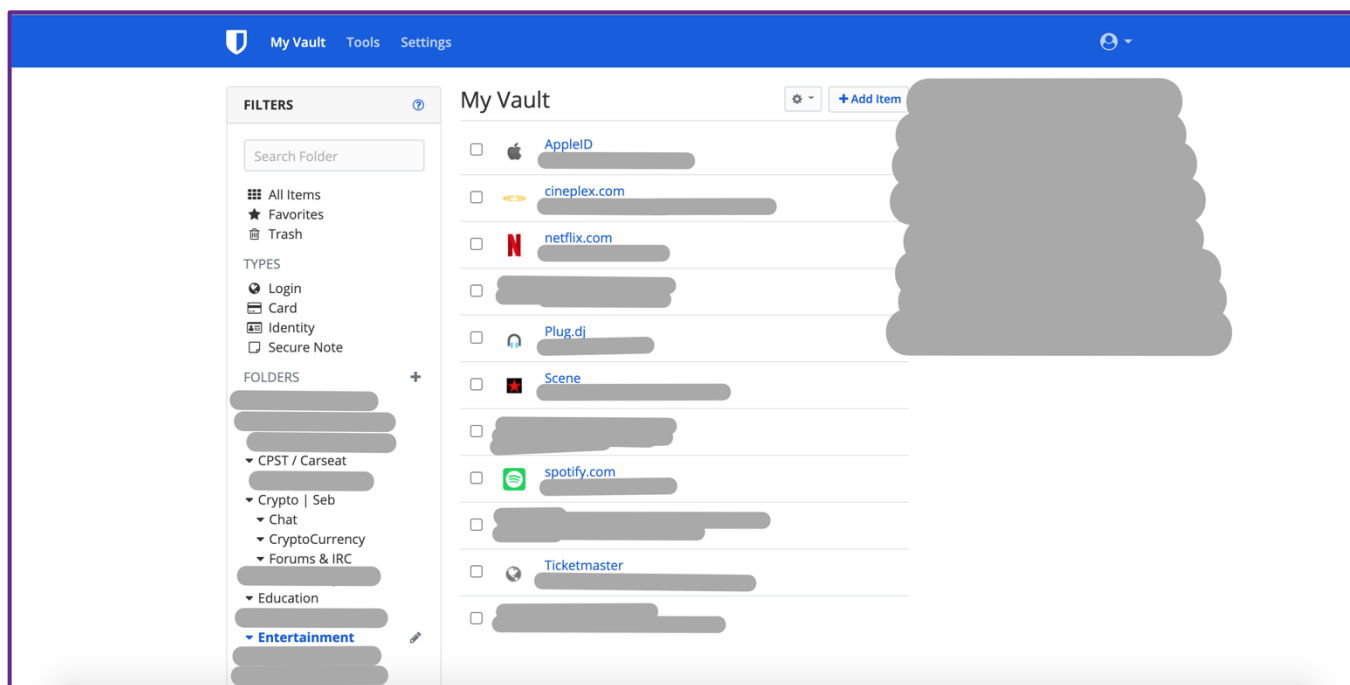 My Vault Tools Settings
FILTERS
Search Folder
All Items
Favorites
Trash
TYPES
Login
Card
Identity
Secure Note
FOLDERS
CPST / Carseat
Crypto | Seb
Chat
CryptoCurrency
Forums & IRC
Education
Entertainment
My Vault
+ Add Item
AppleID
cineplex.com
netflix.com
Plug.dj
Scene
spotify.com
Ticketmaster